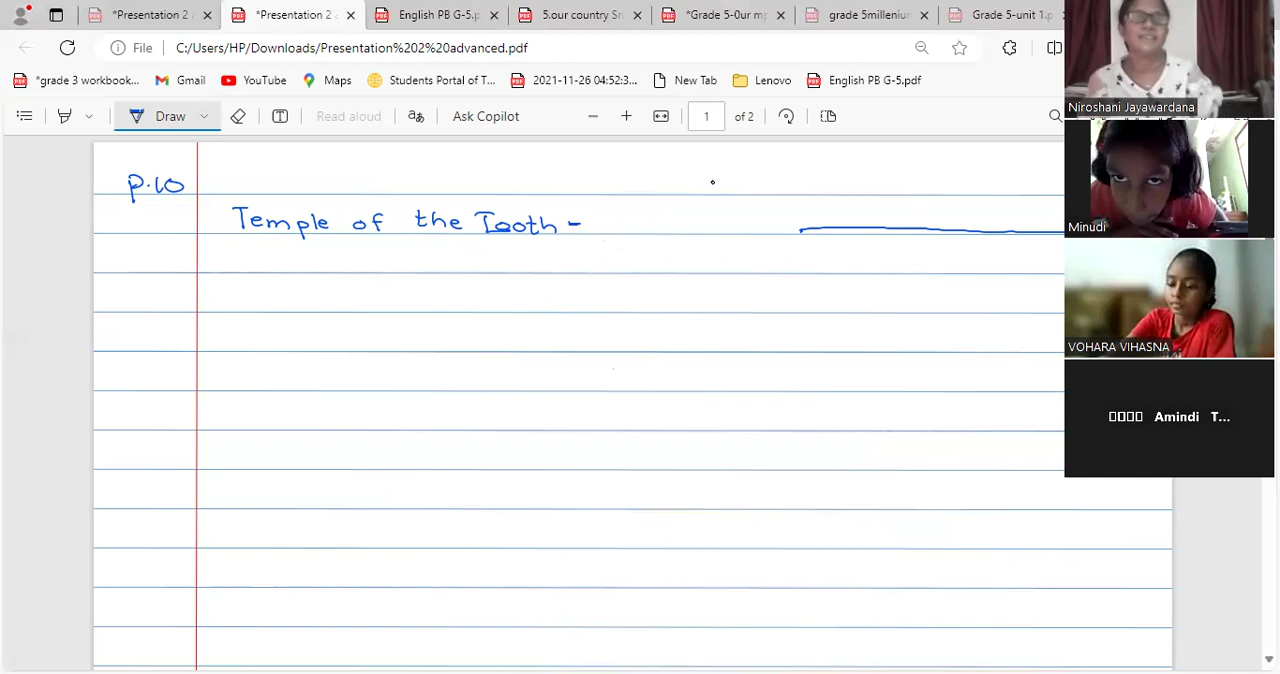 *Presentation 2 a
*Presentation 2
English PB G-5.p
5.our country Sr
*Grade 5-0ur m
grade 5milleniur
Grade 5-unit 1.p
File
C:/Users/HP/Downloads/Presentation%202%20advanced.pdf
*grade 3 workbook...
Gmail
YouTube
Maps
Students Portal of T...
2021-11-26 04:52:3...
New Tab
Lenovo
English PB G-5.pdf
Draw
Read aloud
Ask Copilot
1
of 2
P.10
Temple of the Tooth -
Niroshani Jayawardana
Minudi
VOHARA VIHASNA
Amindi T...